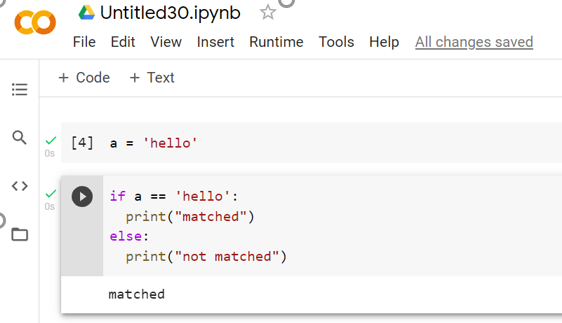 CO Untitled30.ipynb
File Edit View Insert Runtime Tools Help All changes saved
+ Code + Text
[4] a = 'hello'
0s
if a == 'hello':
0s
print("matched")
else:
print("not matched")
matched